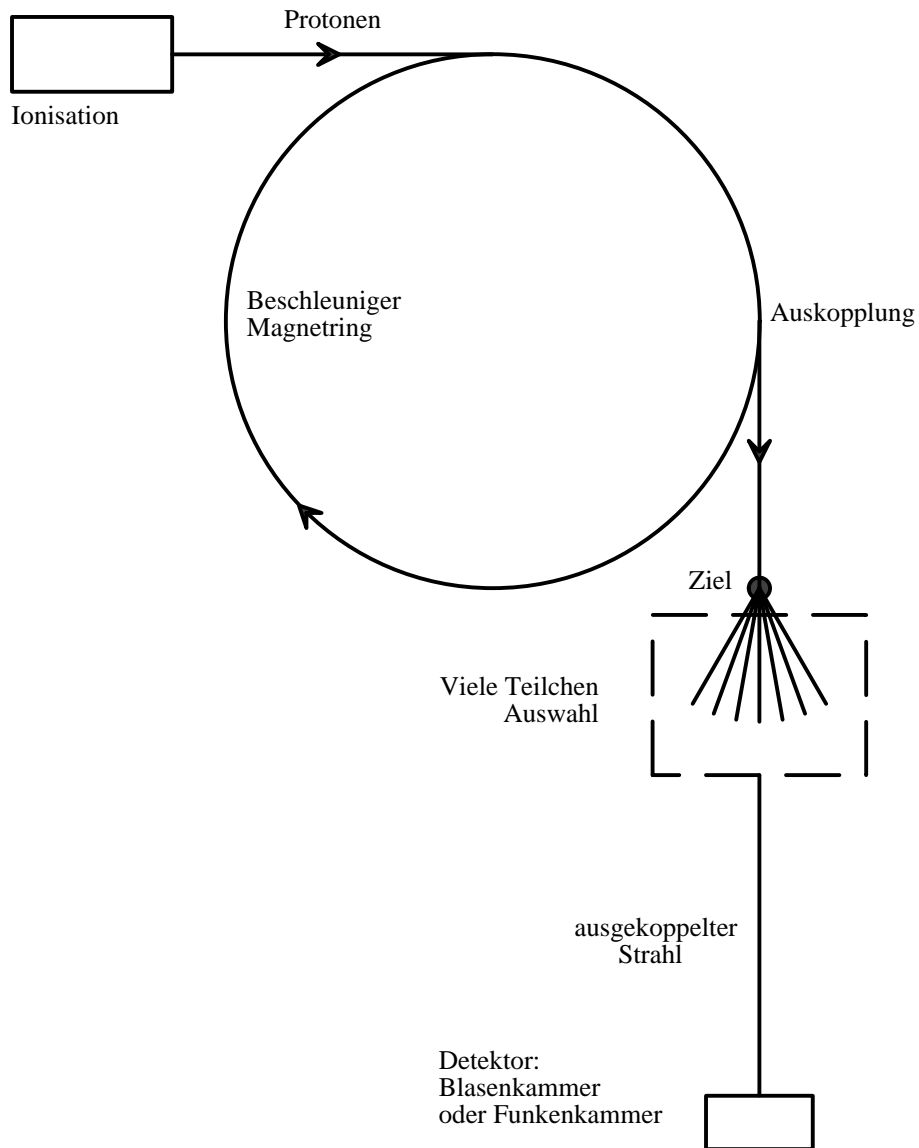 Protonen
Ionisation
Beschleuniger
Magnetring
Auskopplung
Ziel
Viele Teilchen
Auswahl
ausgekoppelter
Strahl
Detektor:
Blasenkammer
oder Funkenkammer